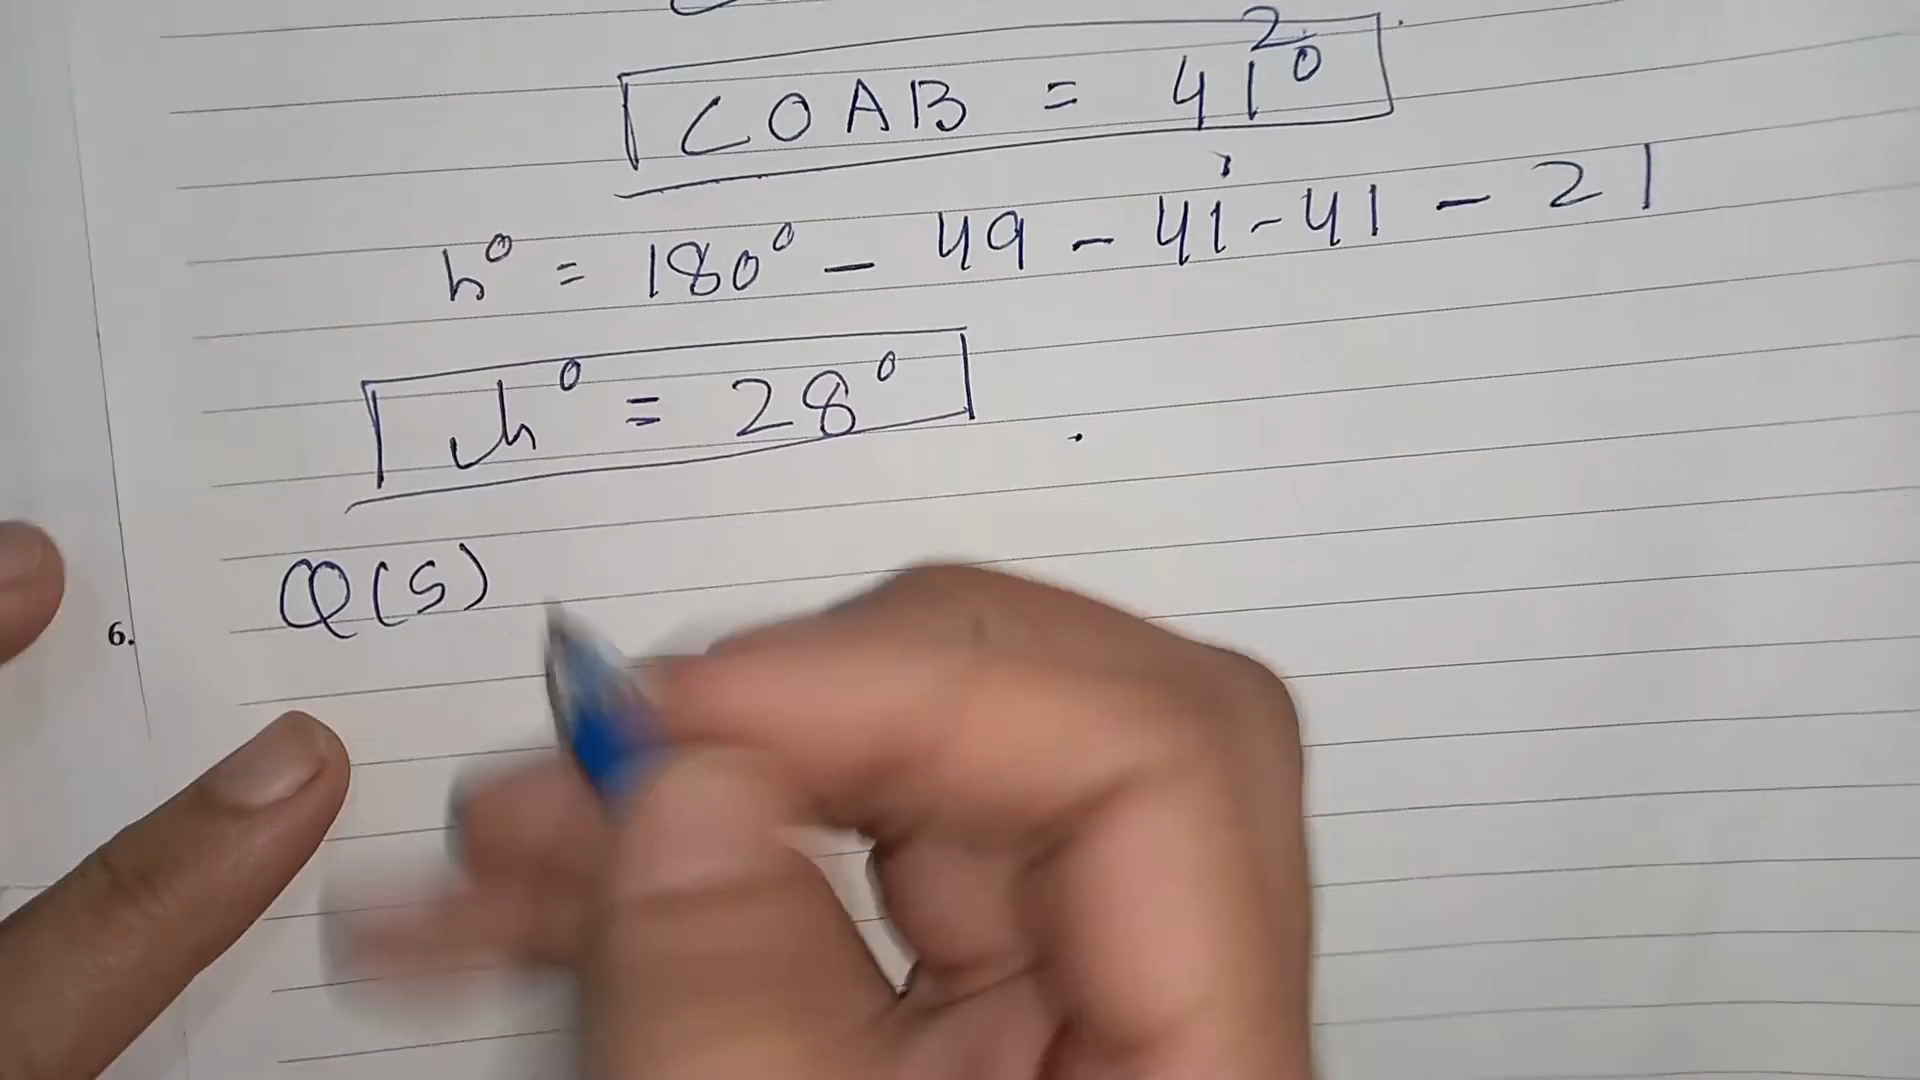 ∠OAB = 41°
h° = 180° - 49 - 41 - 41 - 21
h° = 28°
Q(5)
6.